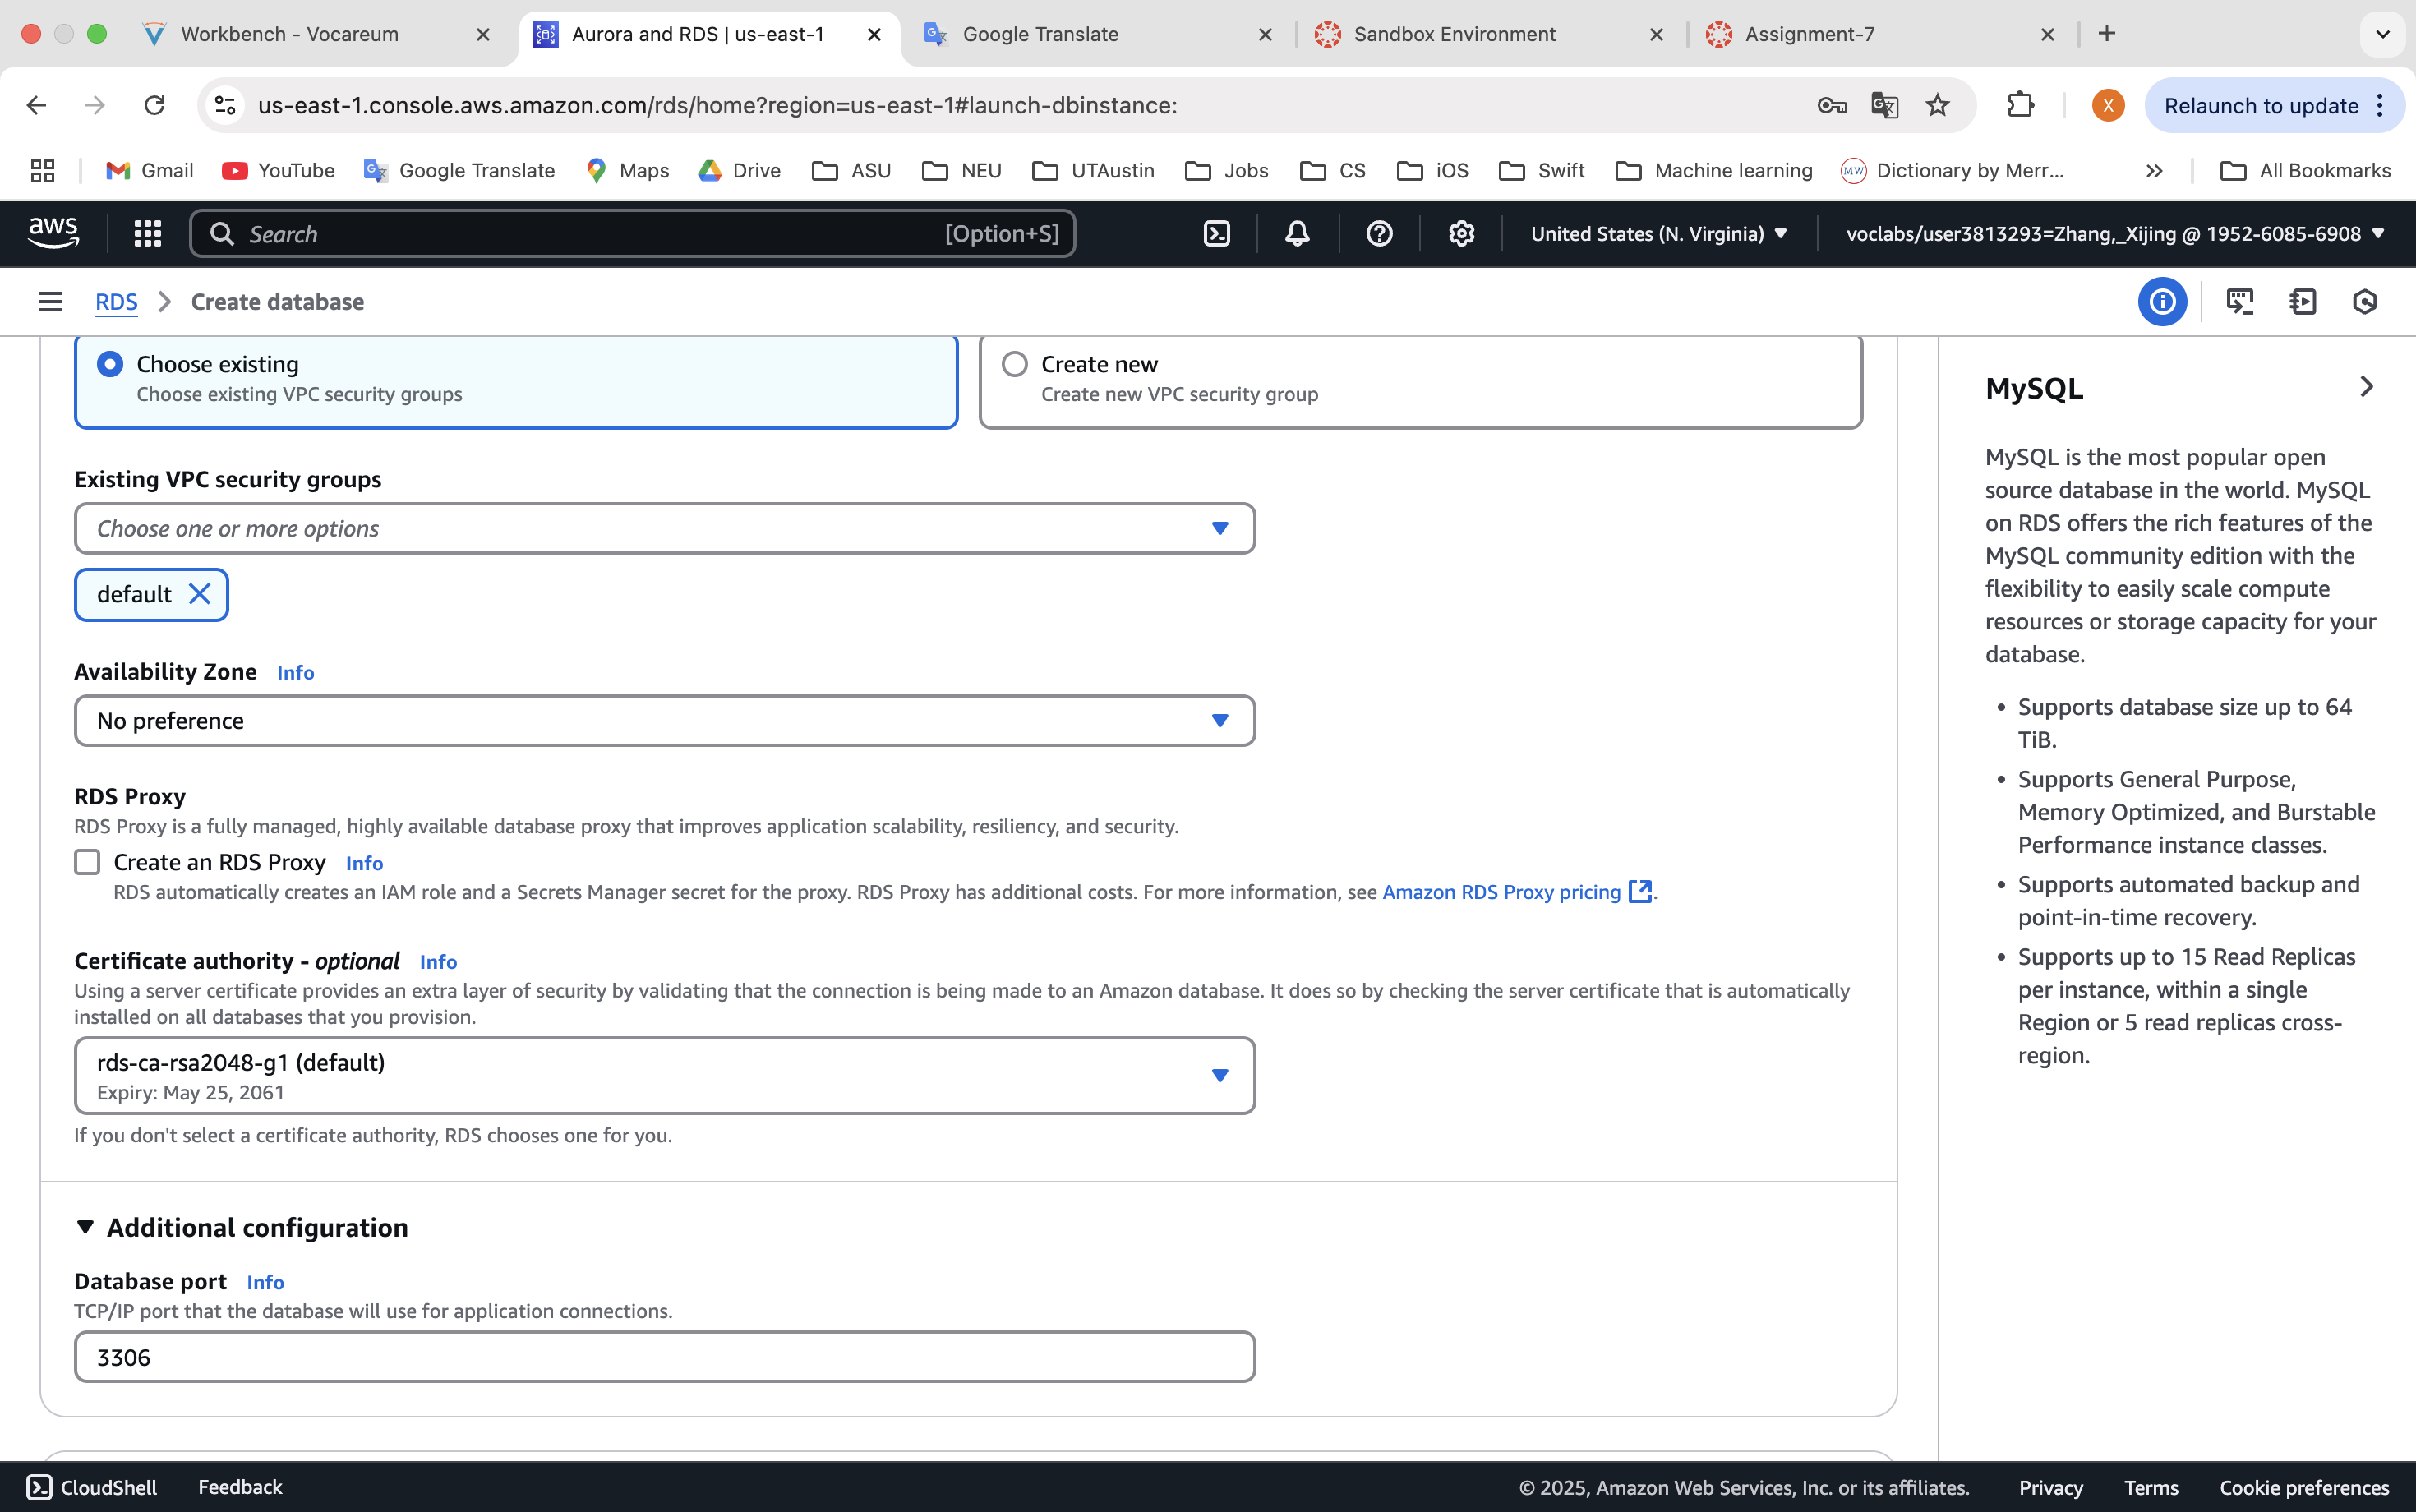 Workbench - Vocareum
Aurora and RDS | us-east-1
Google Translate
Sandbox Environment
Assignment-7
us-east-1.console.aws.amazon.com/rds/home?region=us-east-1#launch-dbinstance:
X
Relaunch to update
Gmail
YouTube
Google Translate
Maps
Drive
ASU
NEU
UTAustin
Jobs
CS
iOS
Swift
Machine learning
MW
Dictionary by Merr...
All Bookmarks
aws
Search
[Option+S]
United States (N. Virginia)
voclabs/user3813293=Zhang,_Xijing @ 1952-6085-6908
RDS
Create database
Choose existing
Choose existing VPC security groups
Create new
Create new VPC security group
Existing VPC security groups
Choose one or more options
default
Availability Zone Info
No preference
RDS Proxy
RDS Proxy is a fully managed, highly available database proxy that improves application scalability, resiliency, and security.
Create an RDS Proxy Info
RDS automatically creates an IAM role and a Secrets Manager secret for the proxy. RDS Proxy has additional costs. For more information, see Amazon RDS Proxy pricing.
Certificate authority - optional Info
Using a server certificate provides an extra layer of security by validating that the connection is being made to an Amazon database. It does so by checking the server certificate that is automatically
installed on all databases that you provision.
rds-ca-rsa2048-g1 (default)
Expiry: May 25, 2061
If you don't select a certificate authority, RDS chooses one for you.
Additional configuration
Database port Info
TCP/IP port that the database will use for application connections.
3306
MySQL
MySQL is the most popular open
source database in the world. MySQL
on RDS offers the rich features of the
MySQL community edition with the
flexibility to easily scale compute
resources or storage capacity for your
database.
• Supports database size up to 64
TiB.
• Supports General Purpose,
Memory Optimized, and Burstable
Performance instance classes.
• Supports automated backup and
point-in-time recovery.
• Supports up to 15 Read Replicas
per instance, within a single
Region or 5 read replicas cross-
region.
CloudShell
Feedback
© 2025, Amazon Web Services, Inc. or its affiliates.
Privacy
Terms
Cookie preferences